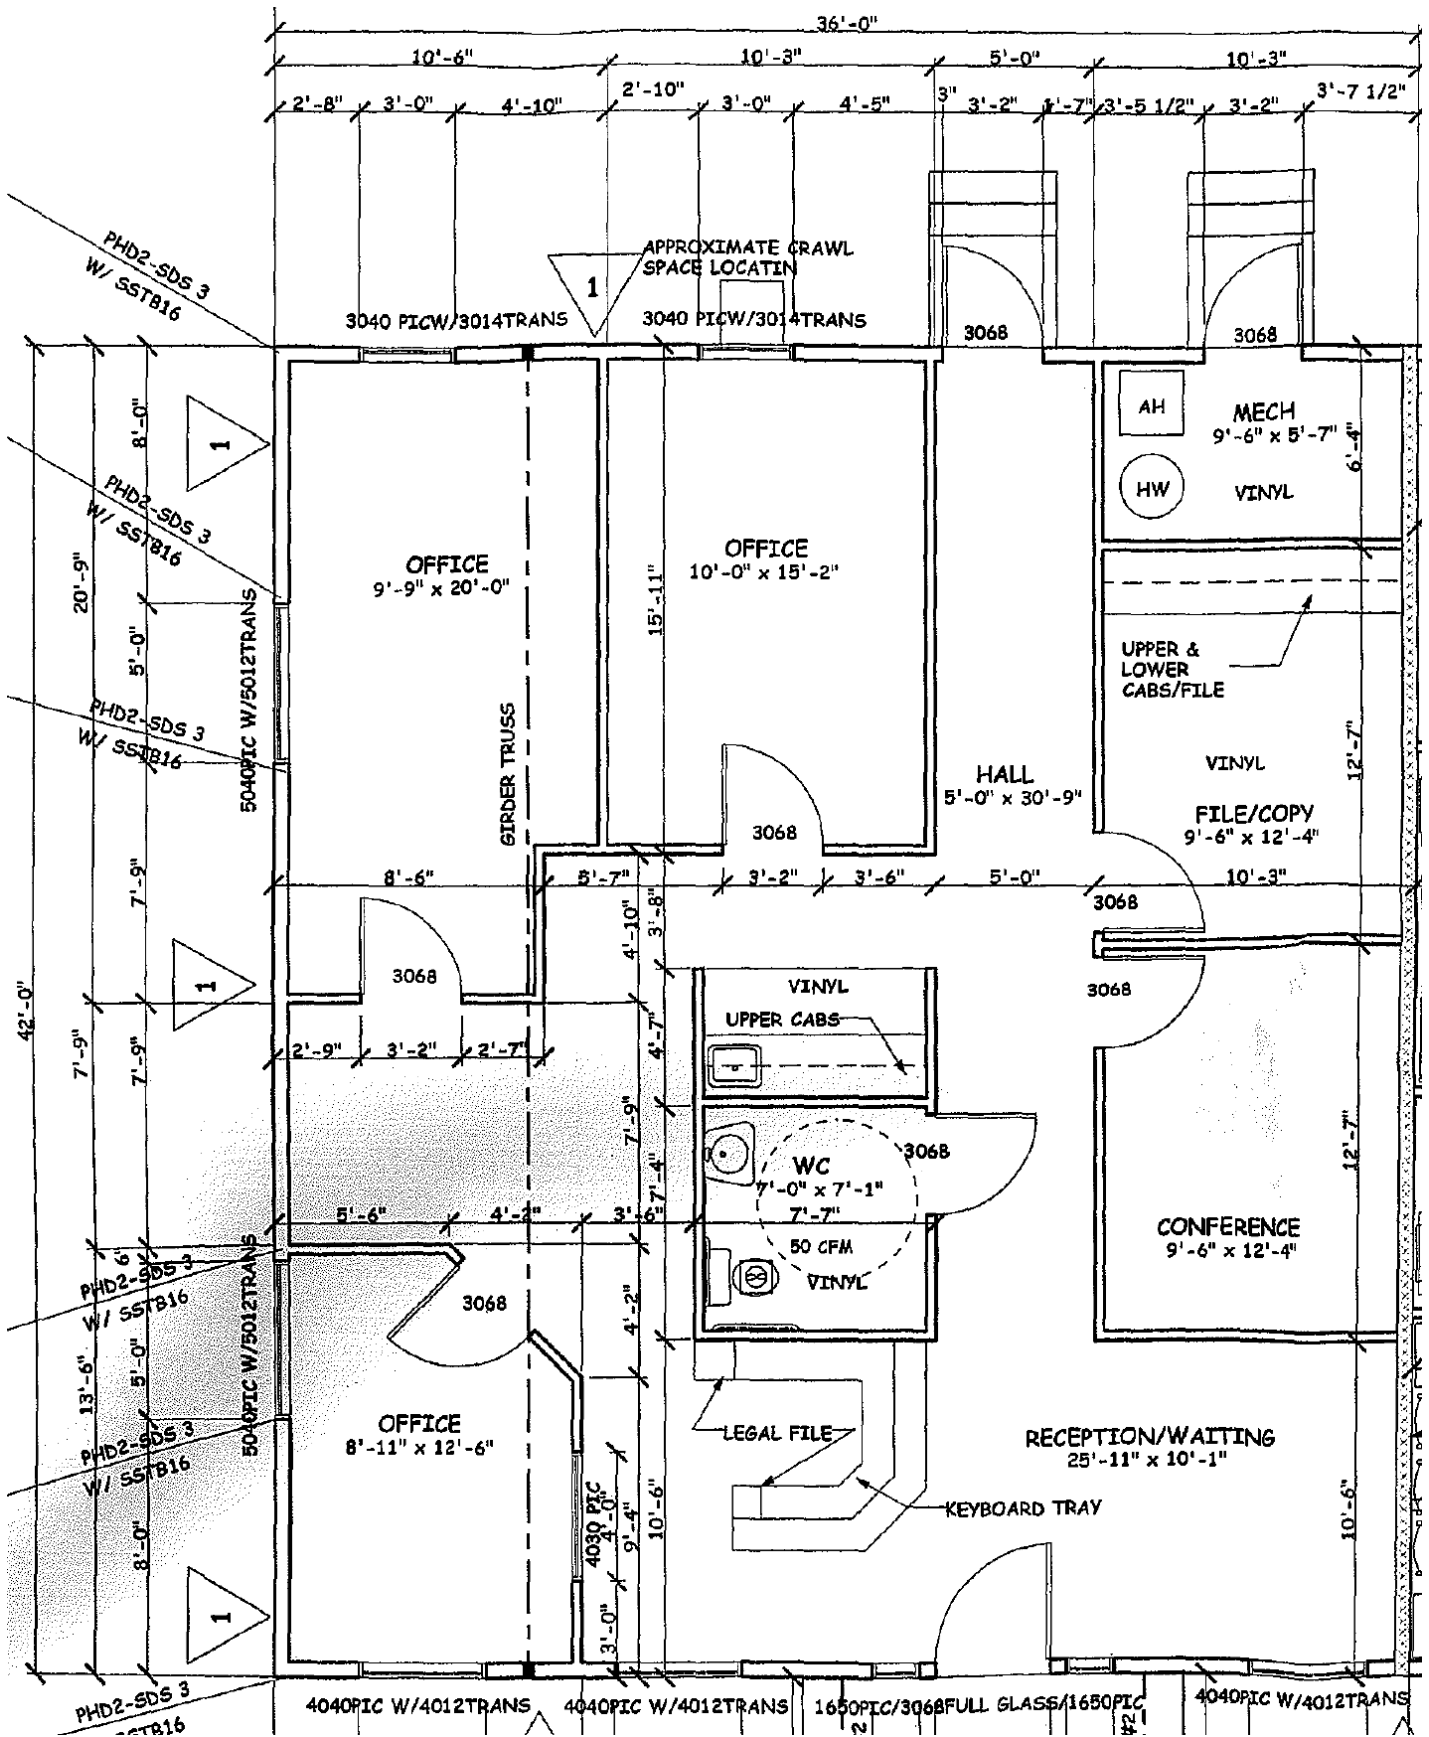 36'-0"
10'-6" 10'-3" 5'-0" 10'-3"
2'-8" 3'-0" 4'-10" 2'-10" 3'-0" 4'-5" 3" 3'-2" 1'-7" 3'-5 1/2" 3'-2" 3'-7 1/2"
PHD2-SDS 3
W/ SSTB16
APPROXIMATE CRAWL
SPACE LOCATIN
1
3040 PICW/3014TRANS
3040 PICW/3014TRANS
3068
3068
8'-0"
1
AH
MECH
9'-6" x 5'-7"
6'-4"
HW
VINYL
PHD2-SDS 3
W/ SSTB16
OFFICE
9'-9" x 20'-0"
OFFICE
10'-0" x 15'-2"
20'-9"
15'-11"
5'-0"
5040PIC W/5012TRANS
UPPER &
LOWER
CABS/FILE
PHD2-SDS 3
W/ SSTB16
GIRDER TRUSS
HALL
5'-0" x 30'-9"
VINYL
12'-7"
FILE/COPY
9'-6" x 12'-4"
3068
7'-9"
8'-6" 5'-7" 3'-2" 3'-6" 5'-0" 10'-3"
3068
4'-10"
3'-8"
1
3068
3068
42'-0"
VINYL
UPPER CABS
7'-9"
7'-9"
2'-9" 3'-2" 2'-7"
4'-7"
7'-9"
3068
WC
7'-0" x 7'-1"
7'-4"
12'-7"
5'-6" 4'-2" 3'-6" 7'-7"
50 CFM
VINYL
CONFERENCE
9'-6" x 12'-4"
6"
PHD2-SDS 3
W/ SSTB16
5040PIC W/5012TRANS
3068
4'-2"
5'-0"
13'-6"
OFFICE
8'-11" x 12'-6"
LEGAL FILE
RECEPTION/WAITING
25'-11" x 10'-1"
PHD2-SDS 3
W/ SSTB16
KEYBOARD TRAY
4030 PIC
4'-0"
9'-4"
10'-6"
10'-6"
8'-0"
1
3'-0"
PHD2-SDS 3
SSTB16
4040PIC W/4012TRANS
4040PIC W/4012TRANS
1650PIC/3068FULL GLASS/1650PIC
4040PIC W/4012TRANS
2
#2